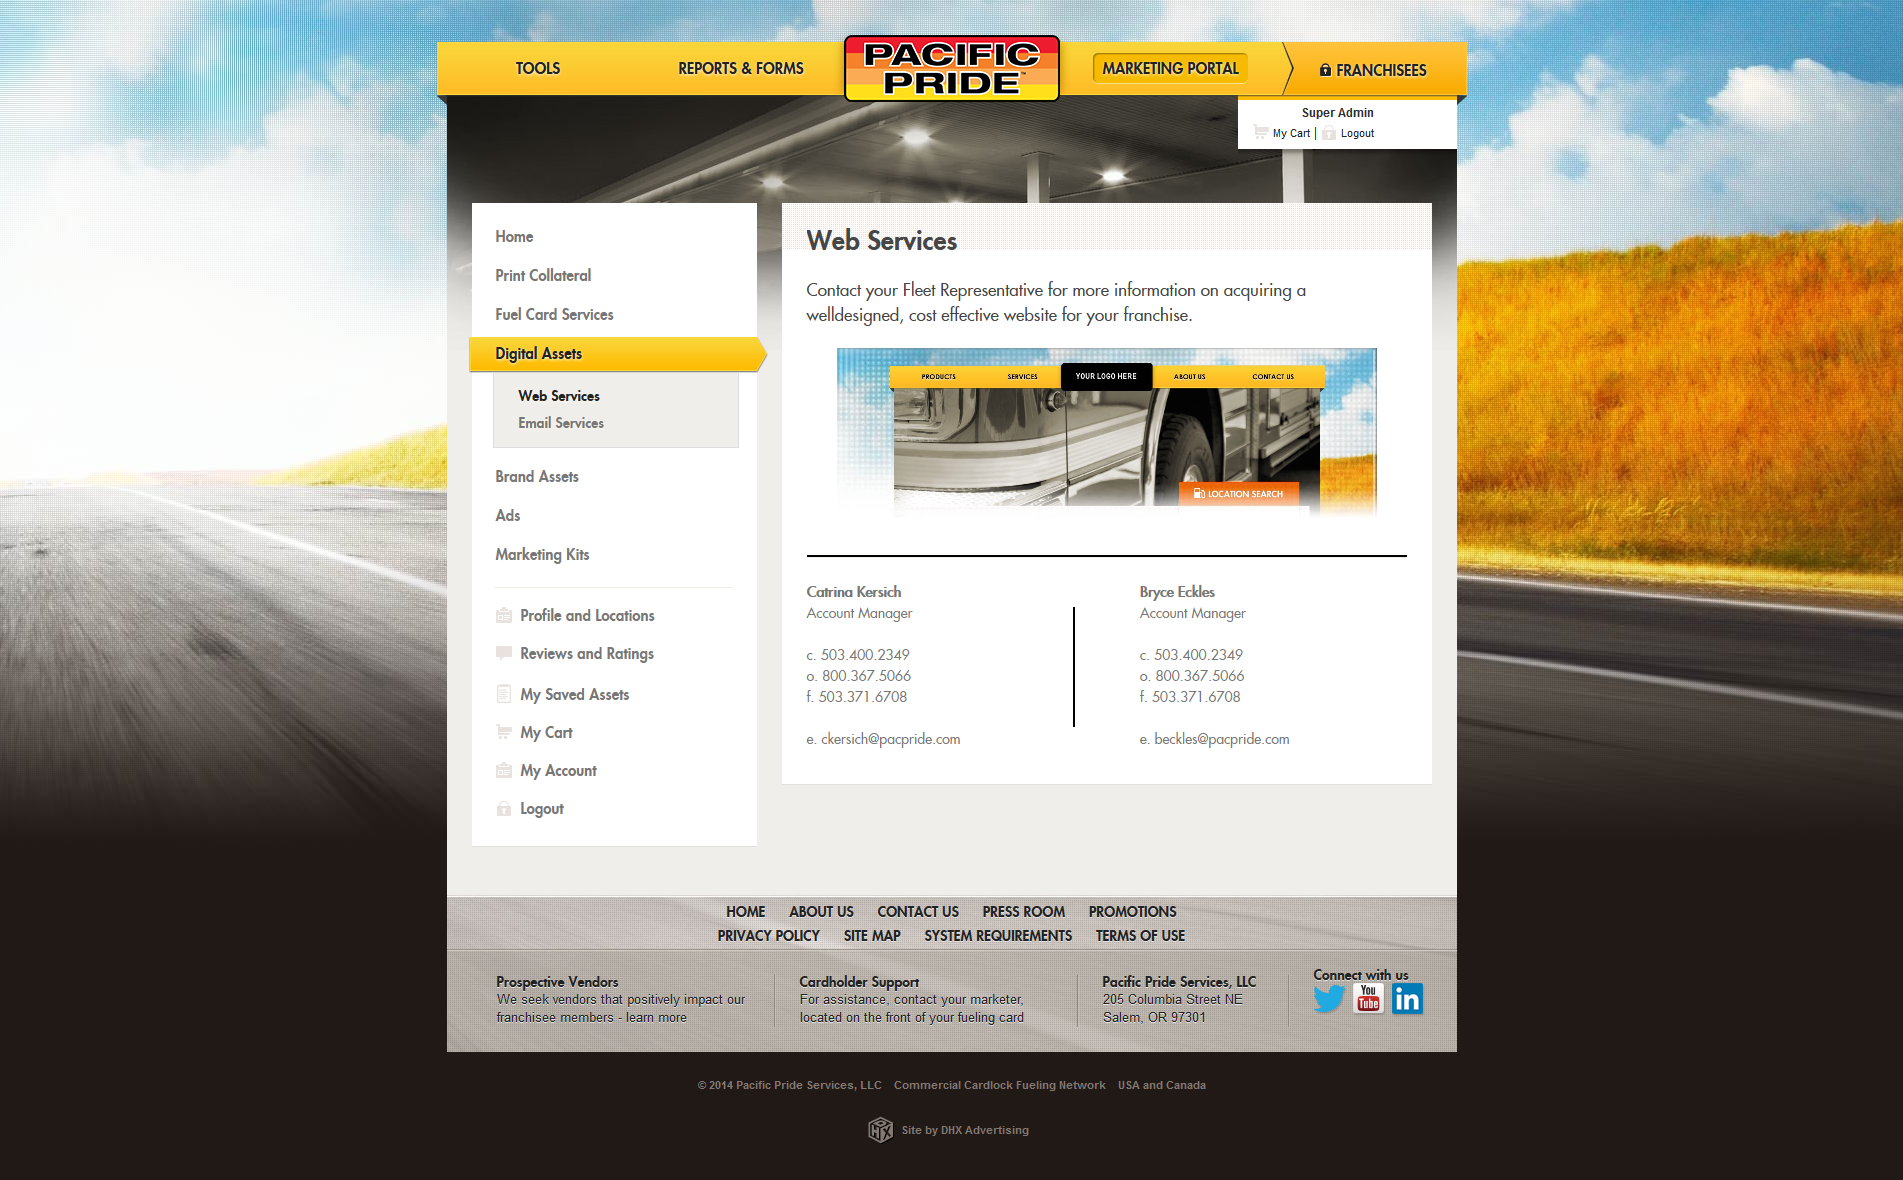 TOOLS
REPORTS & FORMS
PACIFIC
PRIDE™
MARKETING PORTAL
FRANCHISEES
Super Admin
My Cart | Logout
Home
Print Collateral
Fuel Card Services
Digital Assets
Web Services
Email Services
Brand Assets
Ads
Marketing Kits
Profile and Locations
Reviews and Ratings
My Saved Assets
My Cart
My Account
Logout
Web Services
Contact your Fleet Representative for more information on acquiring a
welldesigned, cost effective website for your franchise.
PRODUCTS SERVICES YOUR LOGO HERE ABOUT US CONTACT US
LOCATION SEARCH
Catrina Kersich
Account Manager
c. 503.400.2349
o. 800.367.5066
f. 503.371.6708
e. ckersich@pacpride.com
Bryce Eckles
Account Manager
c. 503.400.2349
o. 800.367.5066
f. 503.371.6708
e. beckles@pacpride.com
HOME ABOUT US CONTACT US PRESS ROOM PROMOTIONS
PRIVACY POLICY SITE MAP SYSTEM REQUIREMENTS TERMS OF USE
Prospective Vendors
We seek vendors that positively impact our
franchisee members - learn more
Cardholder Support
For assistance, contact your marketer,
located on the front of your fueling card
Pacific Pride Services, LLC
205 Columbia Street NE
Salem, OR 97301
Connect with us
You
Tube
in
© 2014 Pacific Pride Services, LLC Commercial Cardlock Fueling Network USA and Canada
DHX
Site by DHX Advertising